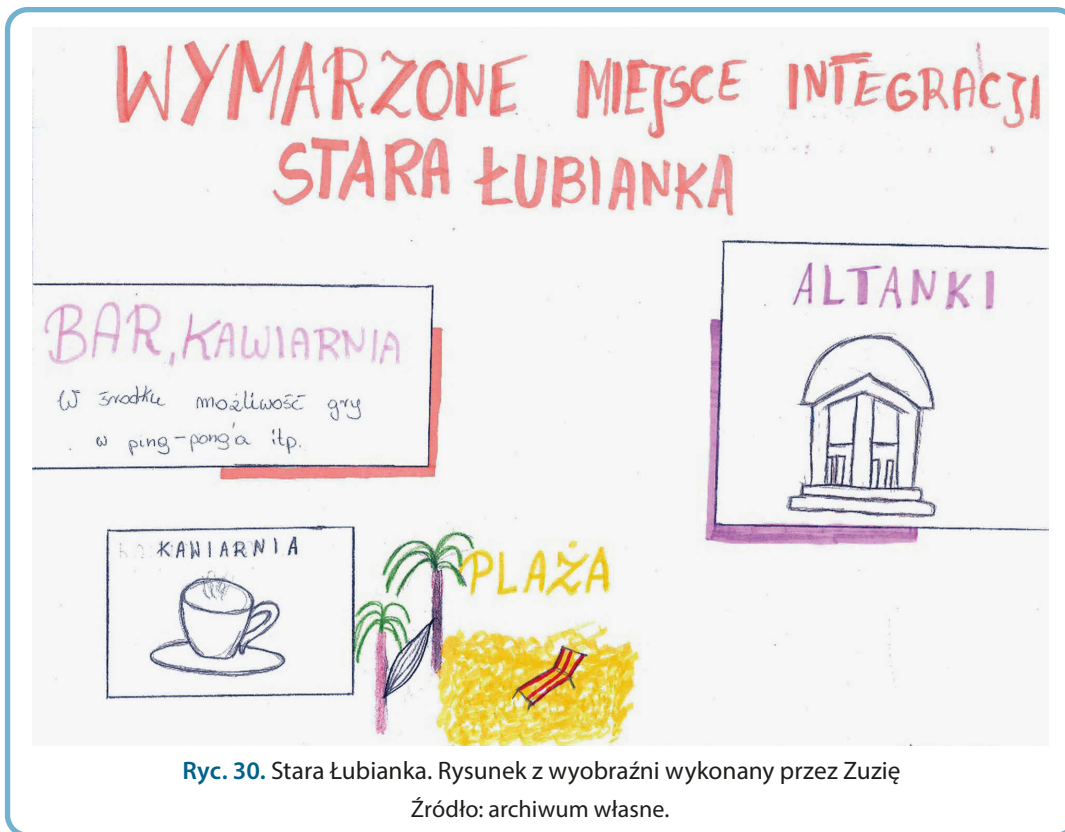 WYMARZONE MIEJSCE INTEGRACJI
STARA ŁUBIANKA
BAR, KAWIARNIA
W środku możliwość gry
w ping-pong'a itp.
ALTANKI
KAWIARNIA
PLAŻA
Ryc. 30. Stara Łubianka. Rysunek z wyobraźni wykonany przez Zuzię
Źródło: archiwum własne.